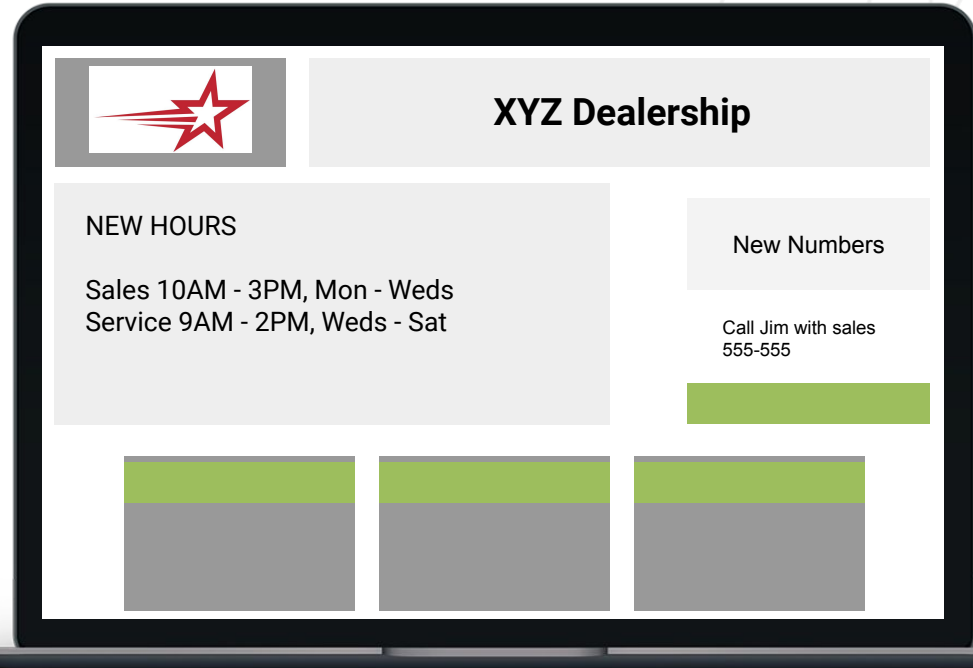 XYZ Dealership
NEW HOURS
Sales 10AM - 3PM, Mon - Weds
Service 9AM - 2PM, Weds - Sat
New Numbers
Call Jim with sales
555-555